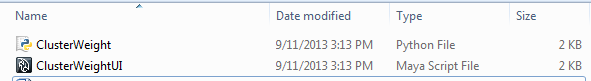 Name Date modified Type Size
ClusterWeight 9/11/2013 3:13 PM Python File 2 KB
ClusterWeightUI 9/11/2013 3:13 PM Maya Script File 2 KB